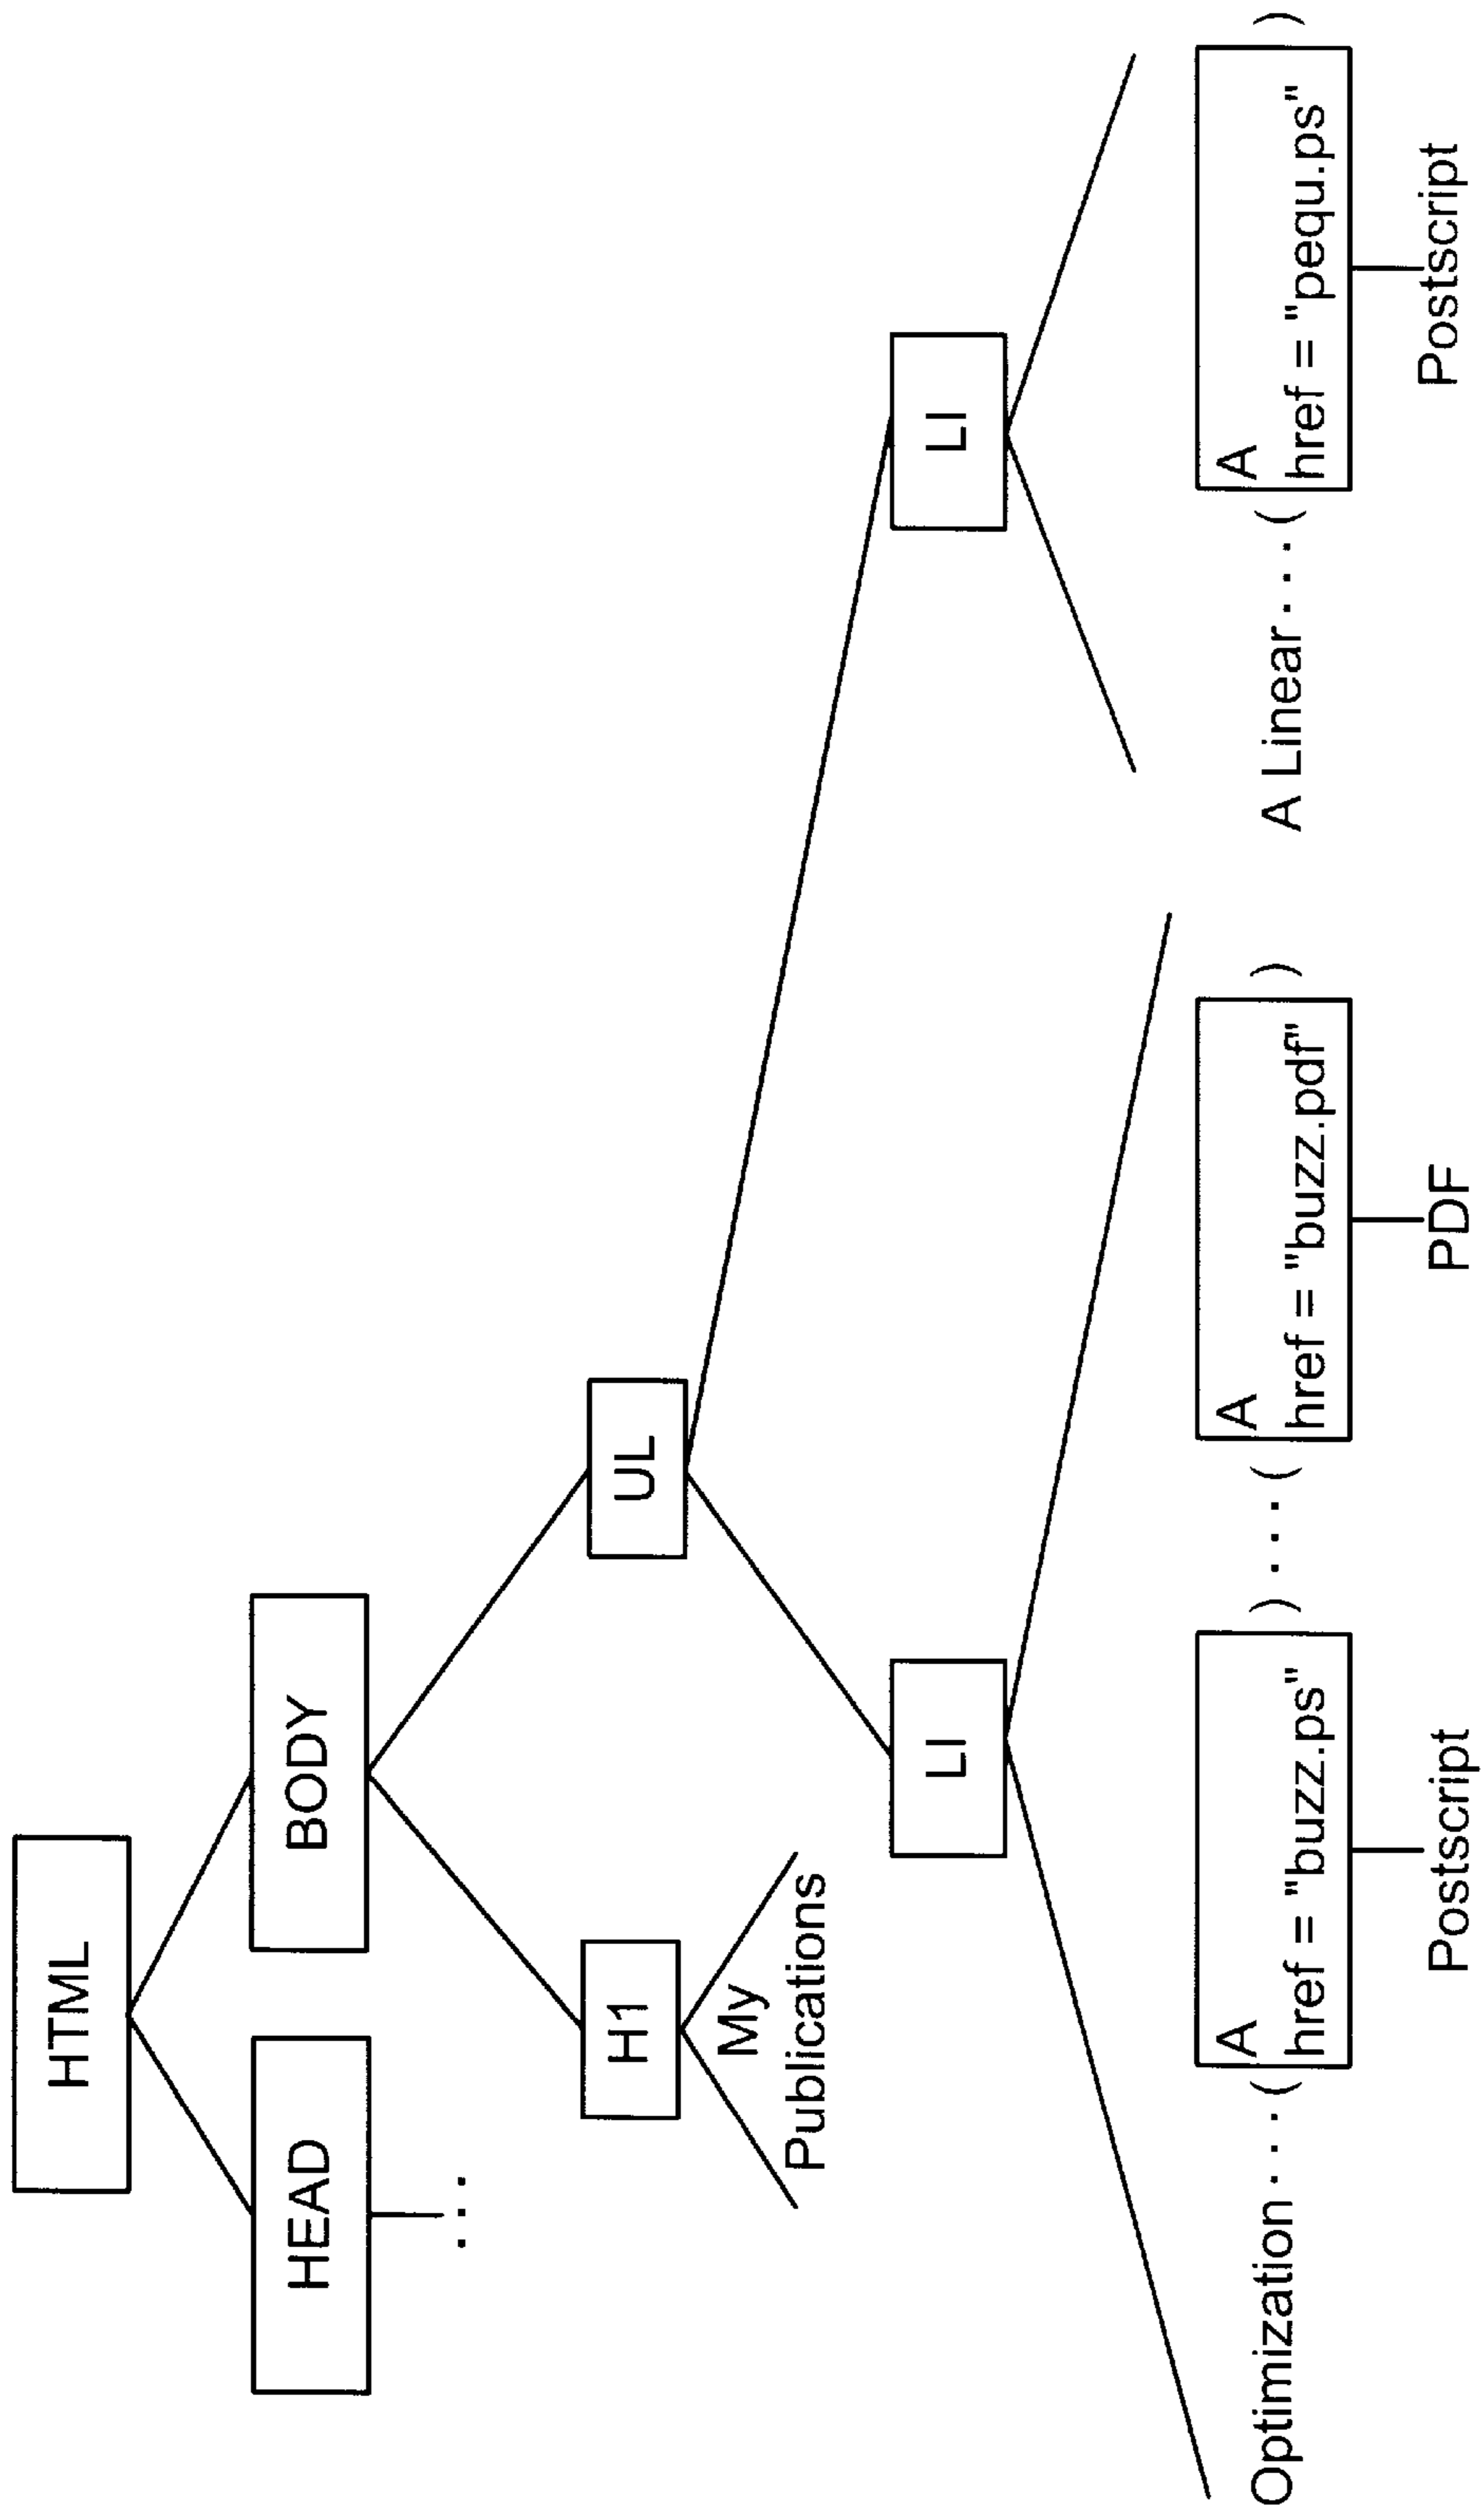 HTML
HEAD
BODY
. . .
H1
UL
My
Publications
LI
LI
Optimization . . . (
A
href = "buzz.ps"
) . . . (
A
href = "buzz.pdf"
)
A Linear . . . (
A
href = "pequ.ps"
)
Postscript
PDF
Postscript